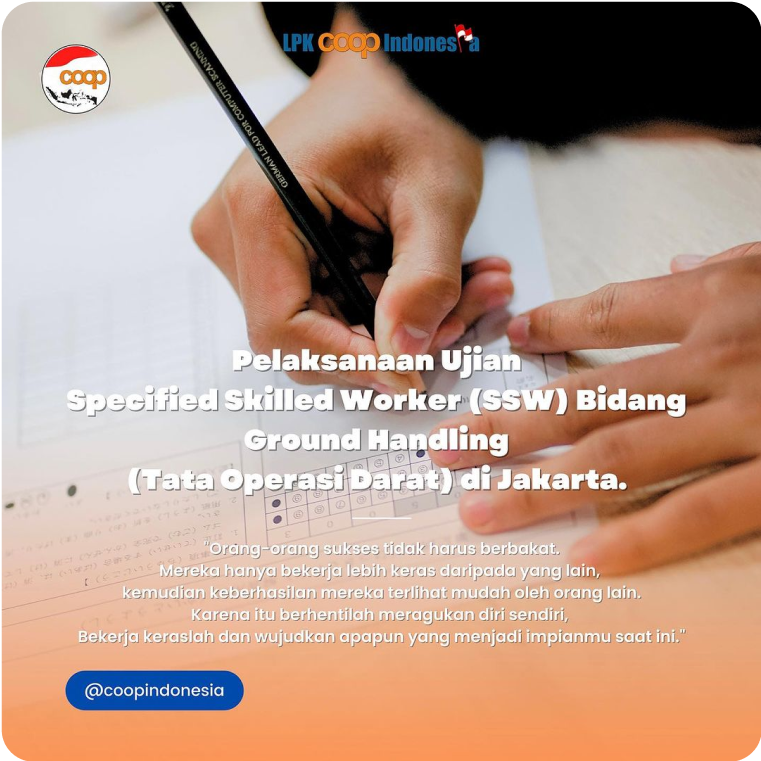 LPK coop Indonesia
coop
GERMAN LEAD FOR COMPUTER SCANNING
Pelaksanaan Ujian
Specified Skilled Worker (SSW) Bidang
Ground Handling
(Tata Operasi Darat) di Jakarta.
"Orang-orang sukses tidak harus berbakat.
Mereka hanya bekerja lebih keras daripada yang lain,
kemudian keberhasilan mereka terlihat mudah oleh orang lain.
Karena itu berhentilah meragukan diri sendiri,
Bekerja keraslah dan wujudkan apapun yang menjadi impianmu saat ini."
@coopindonesia